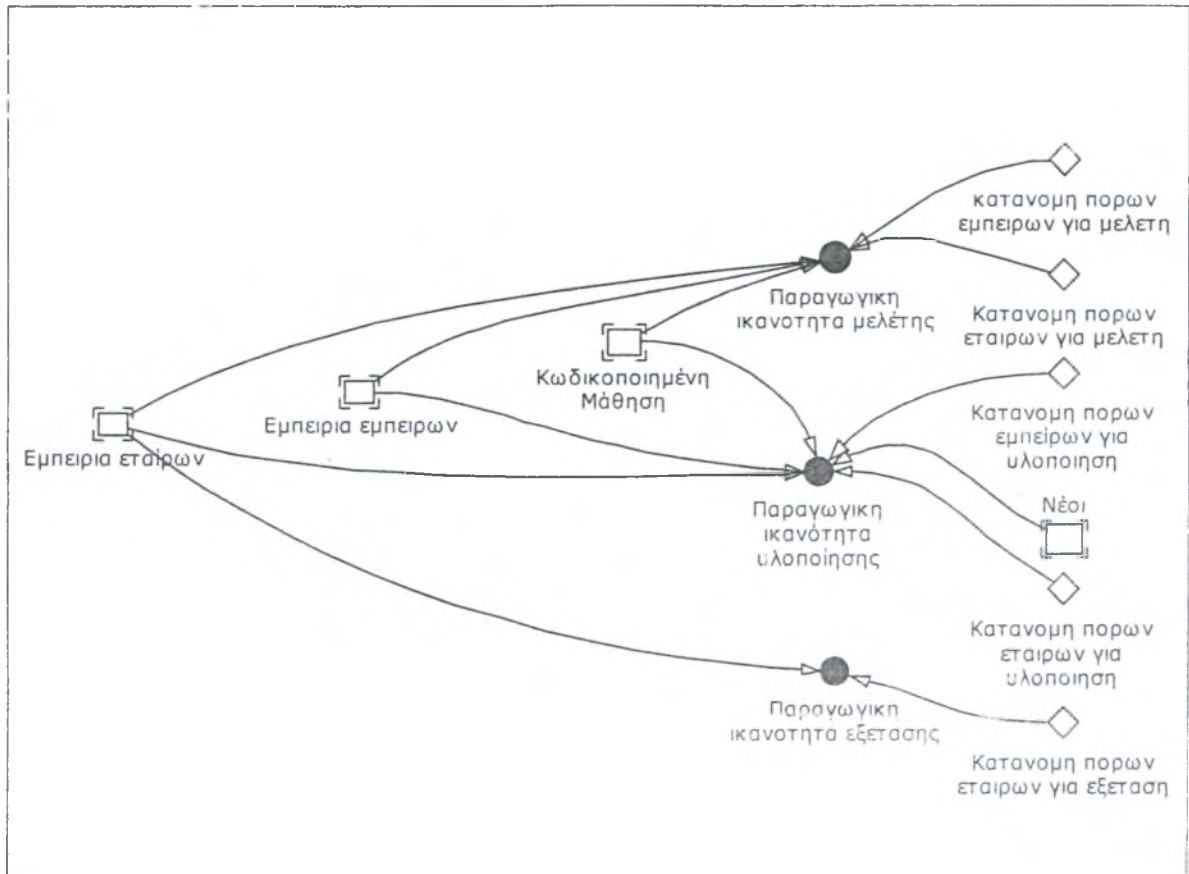 κατανομη πορων
εμπειρων για μελετη
Παραγωγικη
ικανοτητα μελέτης
Κατανομη πορων
εταιρων για μελετη
Κωδικοποιημένη
Μάθηση
Εμπειρια εμπειρων
Εμπειρια εταίρων
Κατανομη πορων
εμπείρων για
υλοποιηση
Νέοι
Παραγωγικη
ικανότητα
υλοποίησης
Κατανομη πορων
εταιρων για
υλοποιηση
Παραγωγικη
ικανοτητα εξετασης
Κατανομη πορων
εταιρων για εξεταση